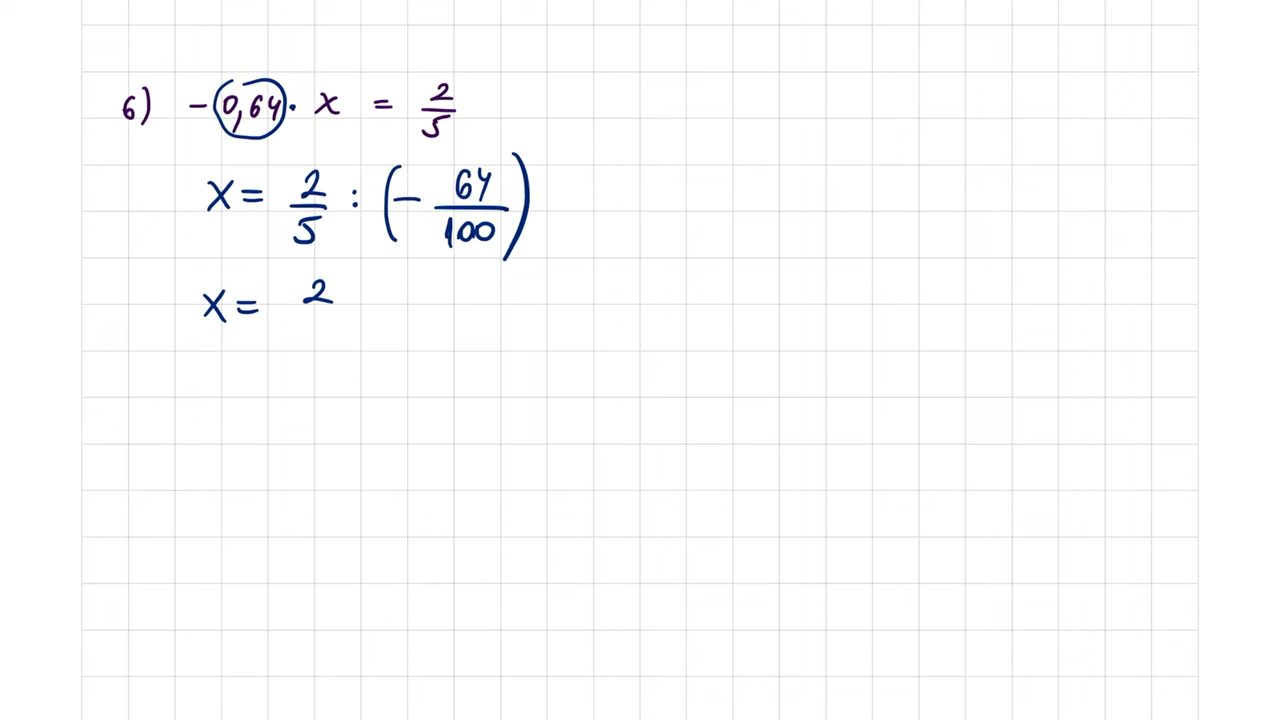 6) - 0,64 · x = 2/5
x = 2/5 : (- 64/100)
x = 2